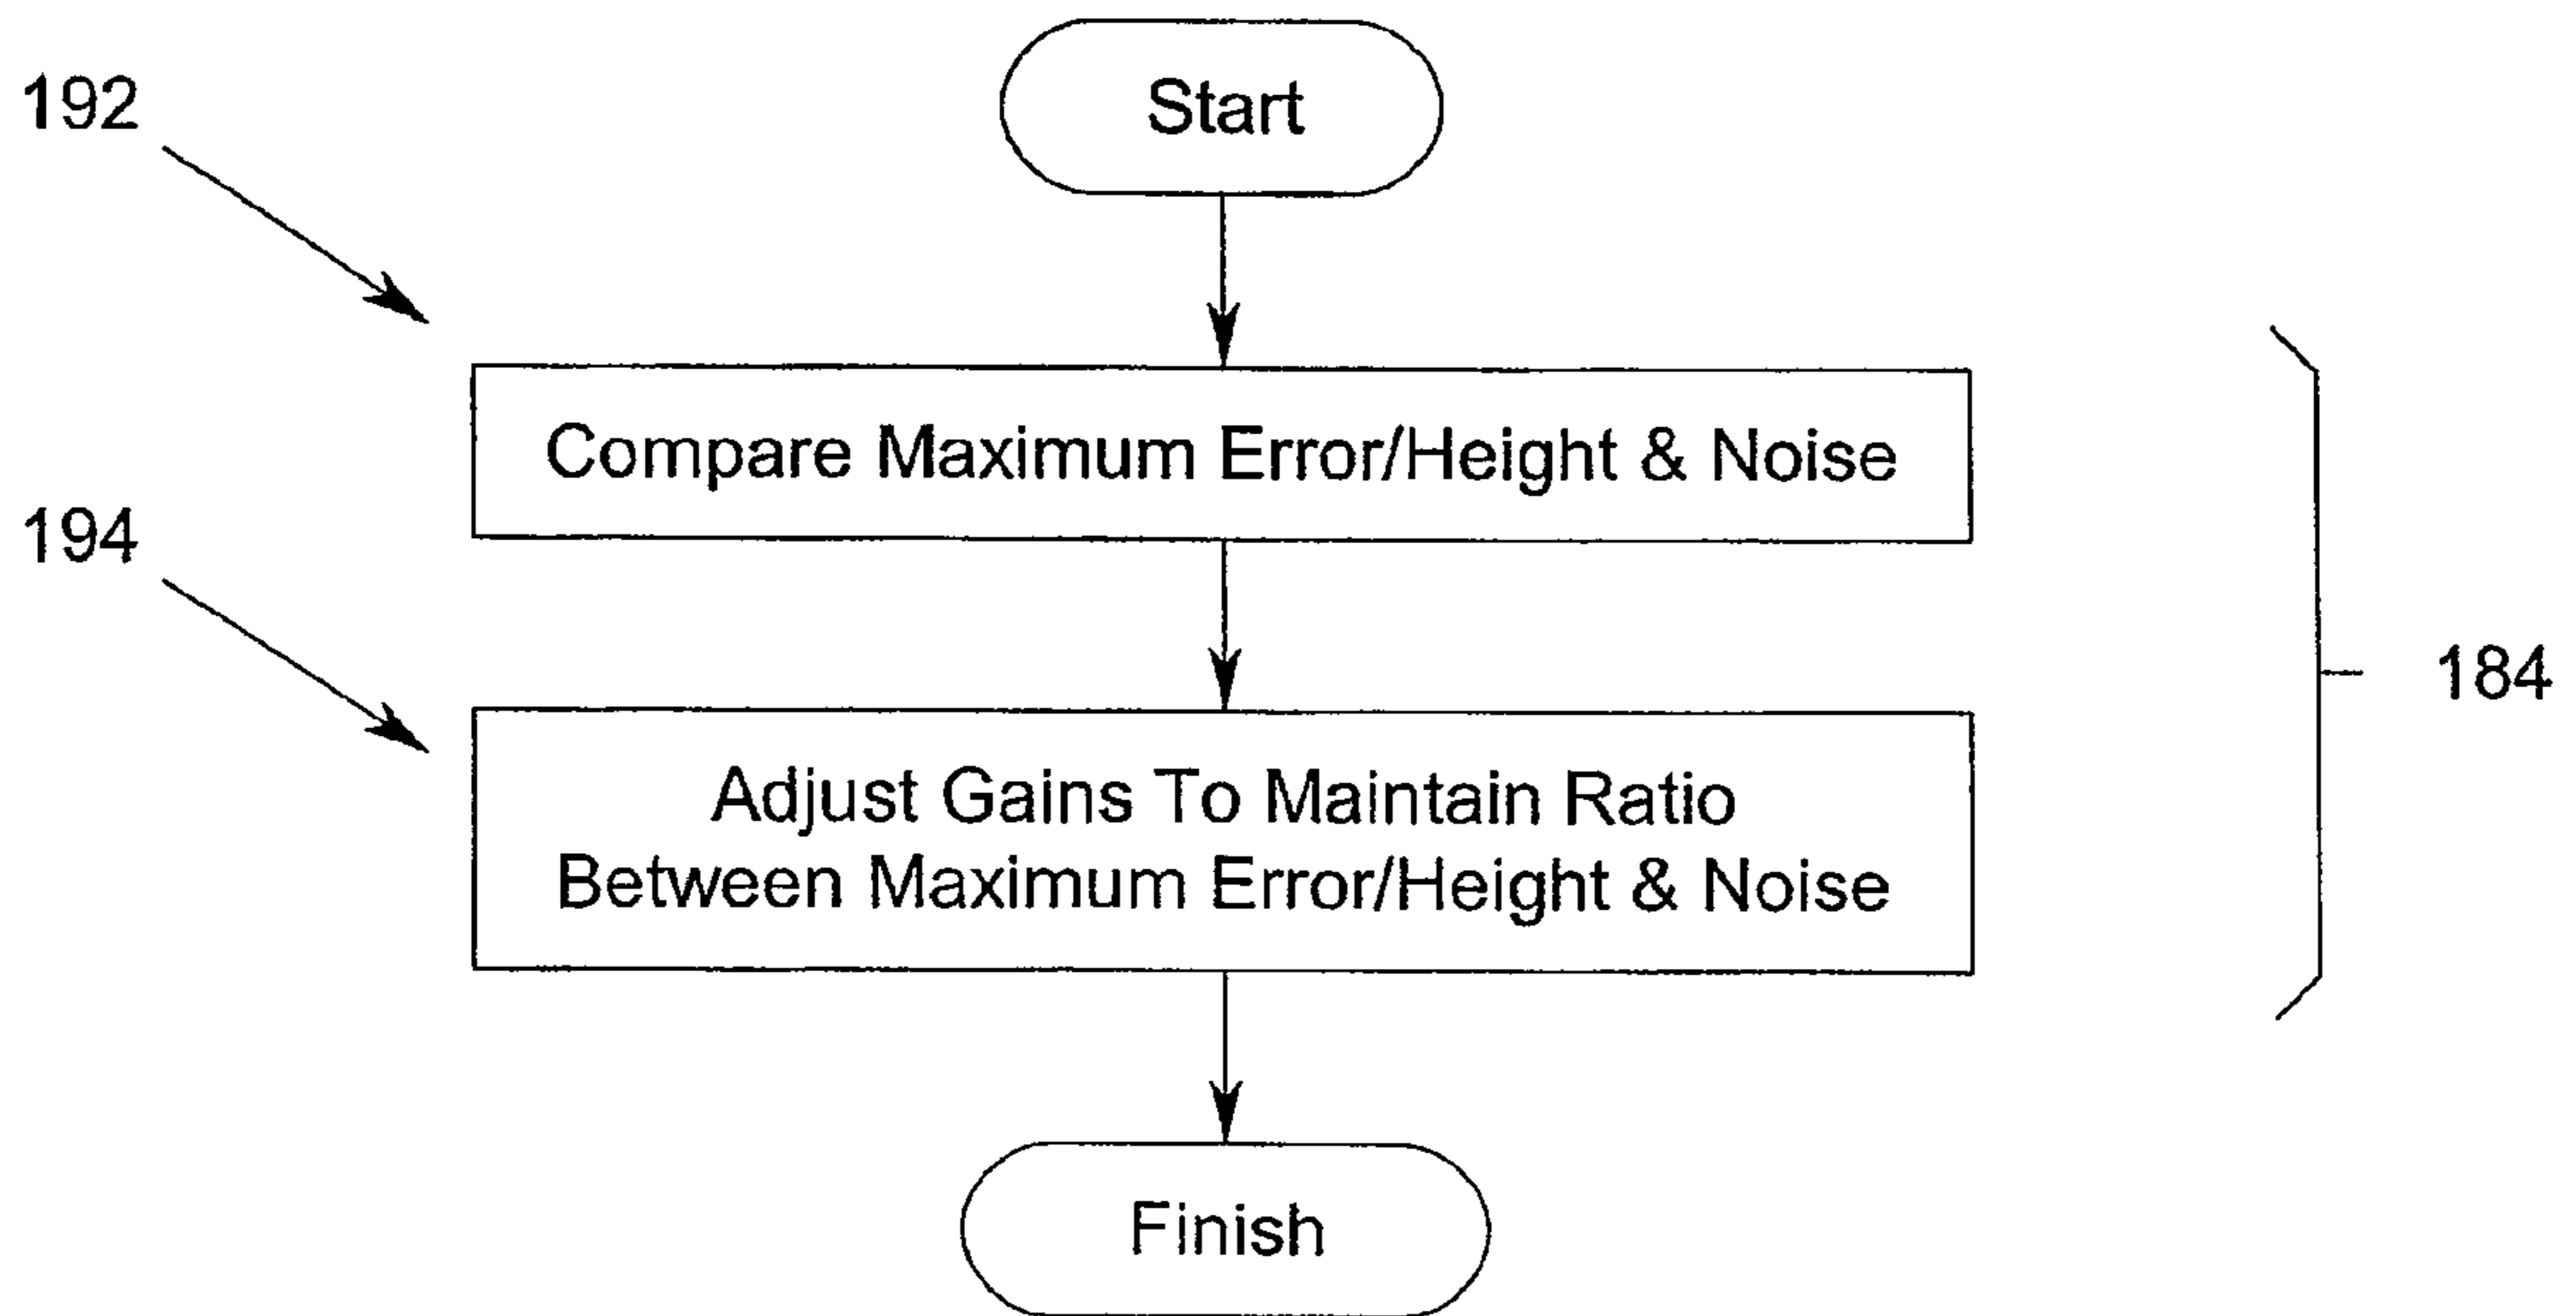 192
Start
Compare Maximum Error/Height & Noise
194
184
Adjust Gains To Maintain Ratio
Between Maximum Error/Height & Noise
Finish